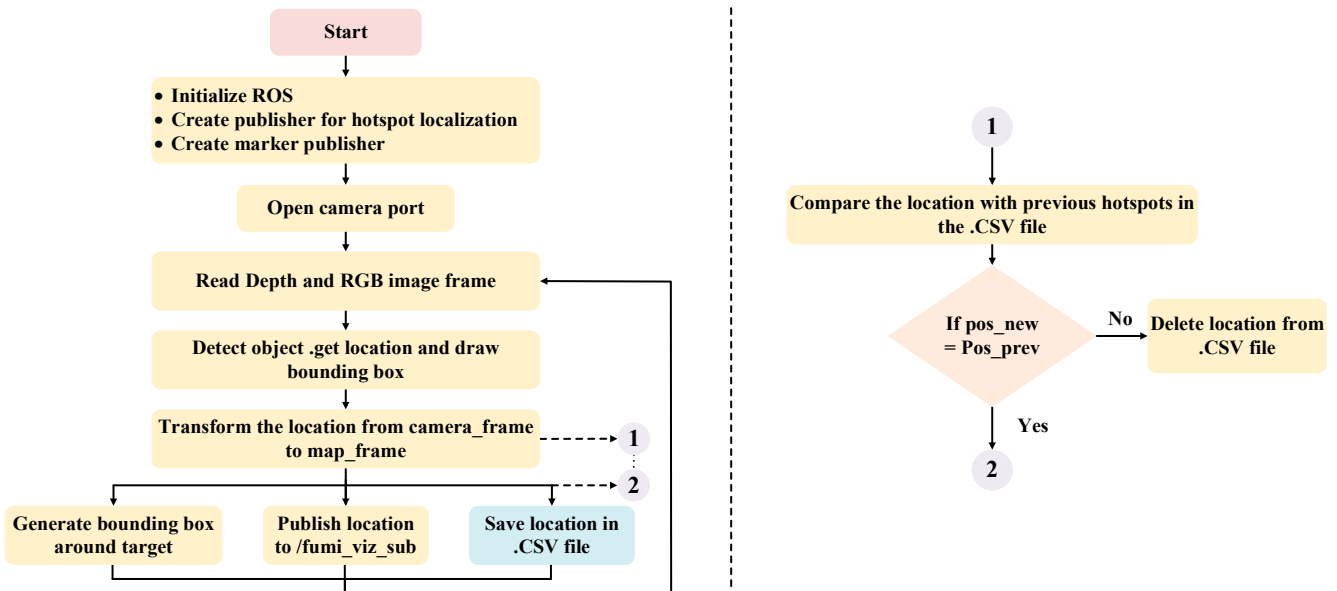 Start
• Initialize ROS
• Create publisher for hotspot localization
• Create marker publisher
Open camera port
Read Depth and RGB image frame
Detect object .get location and draw
bounding box
Transform the location from camera_frame
to map_frame
1
2
Generate bounding box
around target
Publish location
to /fumi_viz_sub
Save location in
.CSV file
1
Compare the location with previous hotspots in
the .CSV file
If pos_new
= Pos_prev
No
Delete location from
.CSV file
Yes
2